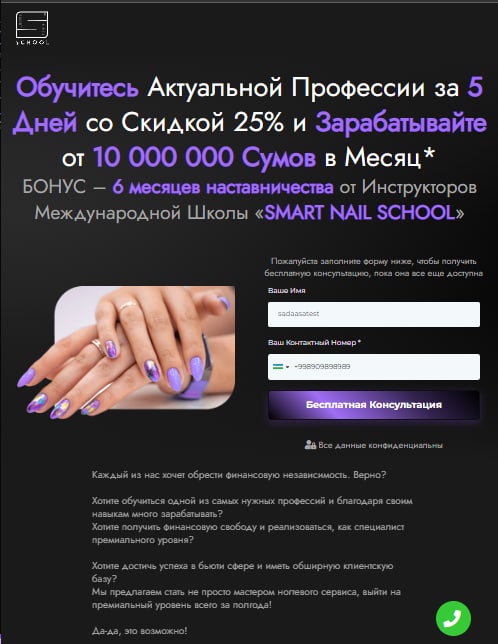 SCHOOL
Обучитесь Актуальной Профессии за 5
Дней со Скидкой 25% и Зарабатывайте
от 10 000 000 Сумов в Месяц*
БОНУС – 6 месяцев наставничества от Инструкторов
Международной Школы «SMART NAIL SCHOOL»
Пожалуйста заполните форму ниже, чтобы получить
бесплатную консультацию, пока она все еще доступна
Ваше Имя
sadaasatest
Ваш Контактный Номер *
+998909898989
Бесплатная Консультация
Все данные конфиденциальны
Каждый из нас хочет обрести финансовую независимость. Верно?
Хотите обучиться одной из самых нужных профессий и благодаря своим
навыкам много зарабатывать?
Хотите получить финансовую свободу и реализоваться, как специалист
премиального уровня?
Хотите достичь успеха в бьюти сфере и иметь обширную клиентскую
базу?
Мы предлагаем стать не просто мастером ногтевого сервиса, выйти на
премиальный уровень всего за полгода!
Да-да, это возможно!